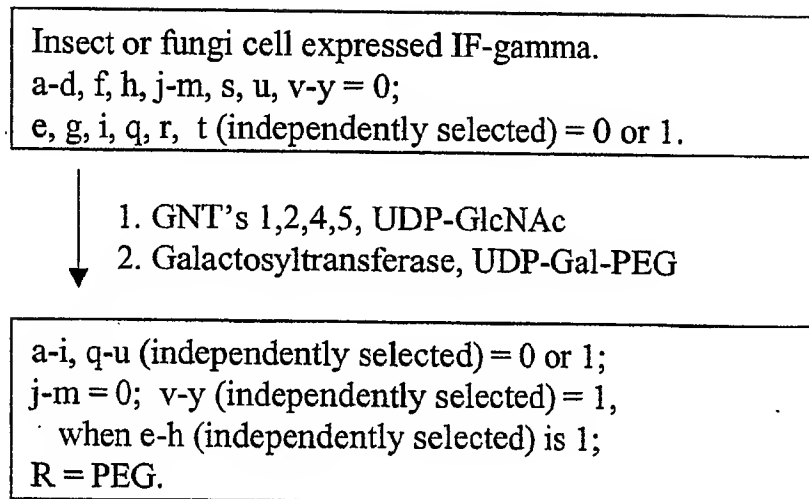 Insect or fungi cell expressed IF-gamma.
a-d, f, h, j-m, s, u, v-y = 0;
e, g, i, q, r, t (independently selected) = 0 or 1.
1. GNT's 1,2,4,5, UDP-GlcNAc
2. Galactosyltransferase, UDP-Gal-PEG
a-i, q-u (independently selected) = 0 or 1;
j-m = 0; v-y (independently selected) = 1,
when e-h (independently selected) is 1;
R = PEG.